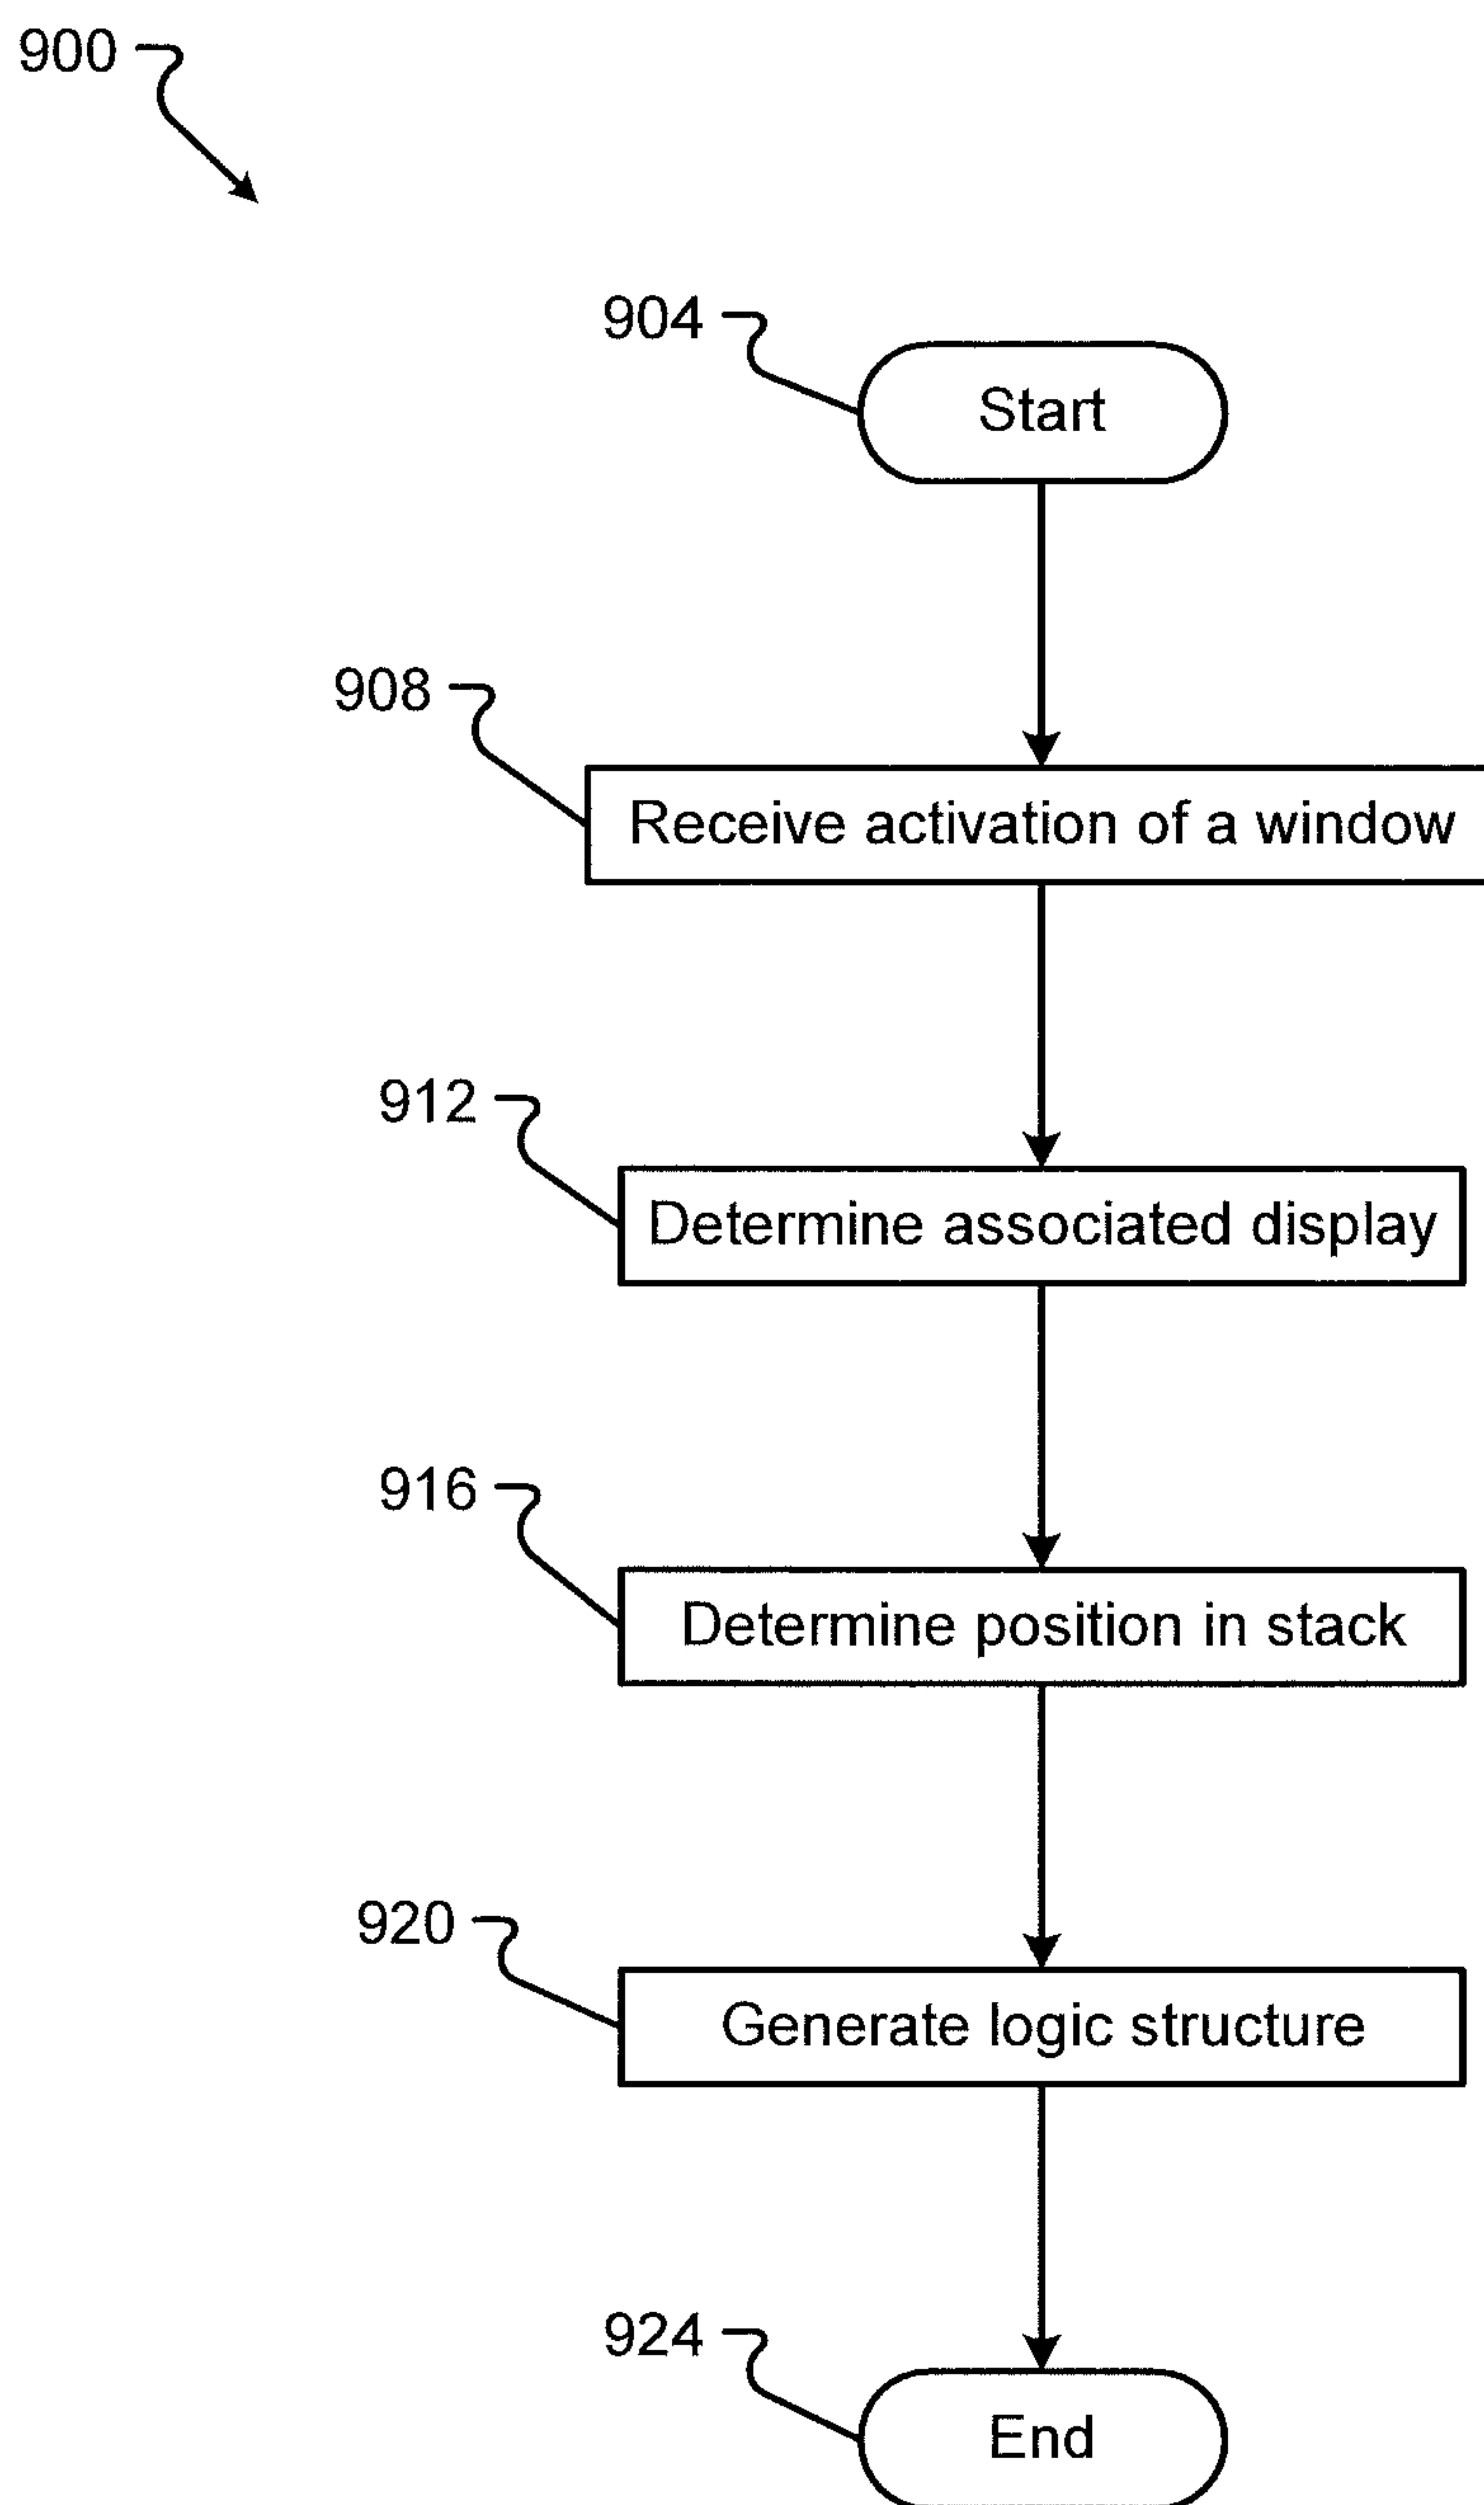 900
904
Start
908
Receive activation of a window
912
Determine associated display
916
Determine position in stack
920
Generate logic structure
924
End